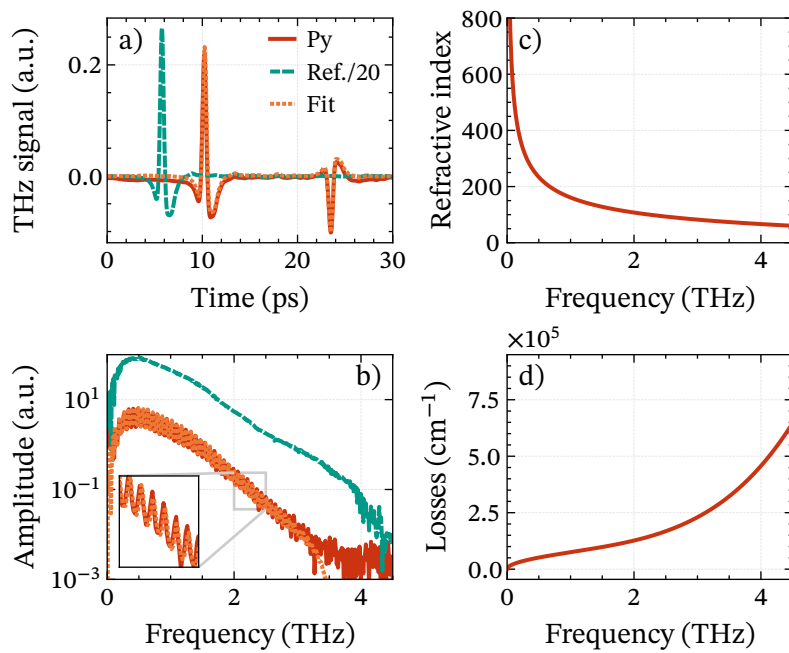 a)
Py
Ref./20
Fit
THz signal (a.u.)
0.2
0.0
0 10 20 30
Time (ps)
c)
Refractive index
800
600
400
200
0
0 2 4
Frequency (THz)
b)
Amplitude (a.u.)
10¹
10⁻¹
10⁻³
0 2 4
Frequency (THz)
×10⁵
d)
Losses (cm⁻¹)
7.5
5.0
2.5
0.0
0 2 4
Frequency (THz)